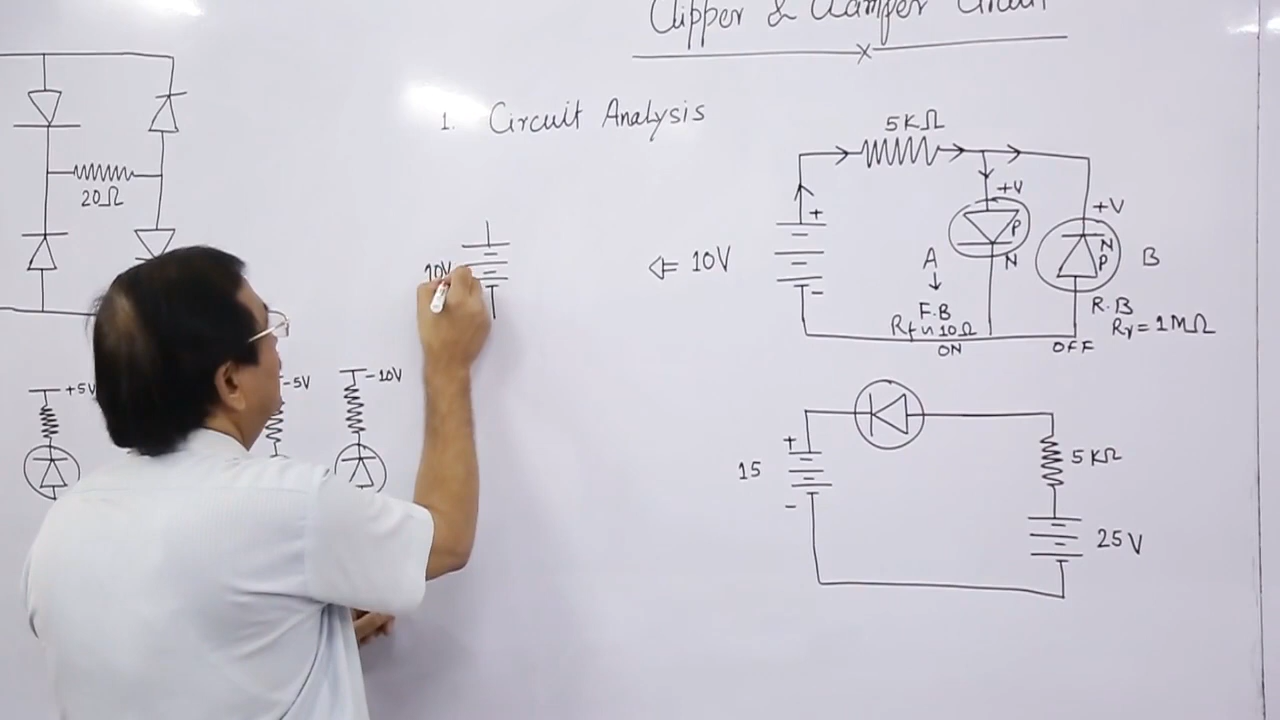 Clipper & Clamper Circuit
1. Circuit Analysis
5KΩ
20Ω
+V
P
N
+V
N
P
A
B
+
⇐ 10V
-
10V
F.B
Rf ≈ 10Ω
ON
R.B
Rr = 1MΩ
OFF
+5V
-5V
-10V
+
15
-
5KΩ
25V